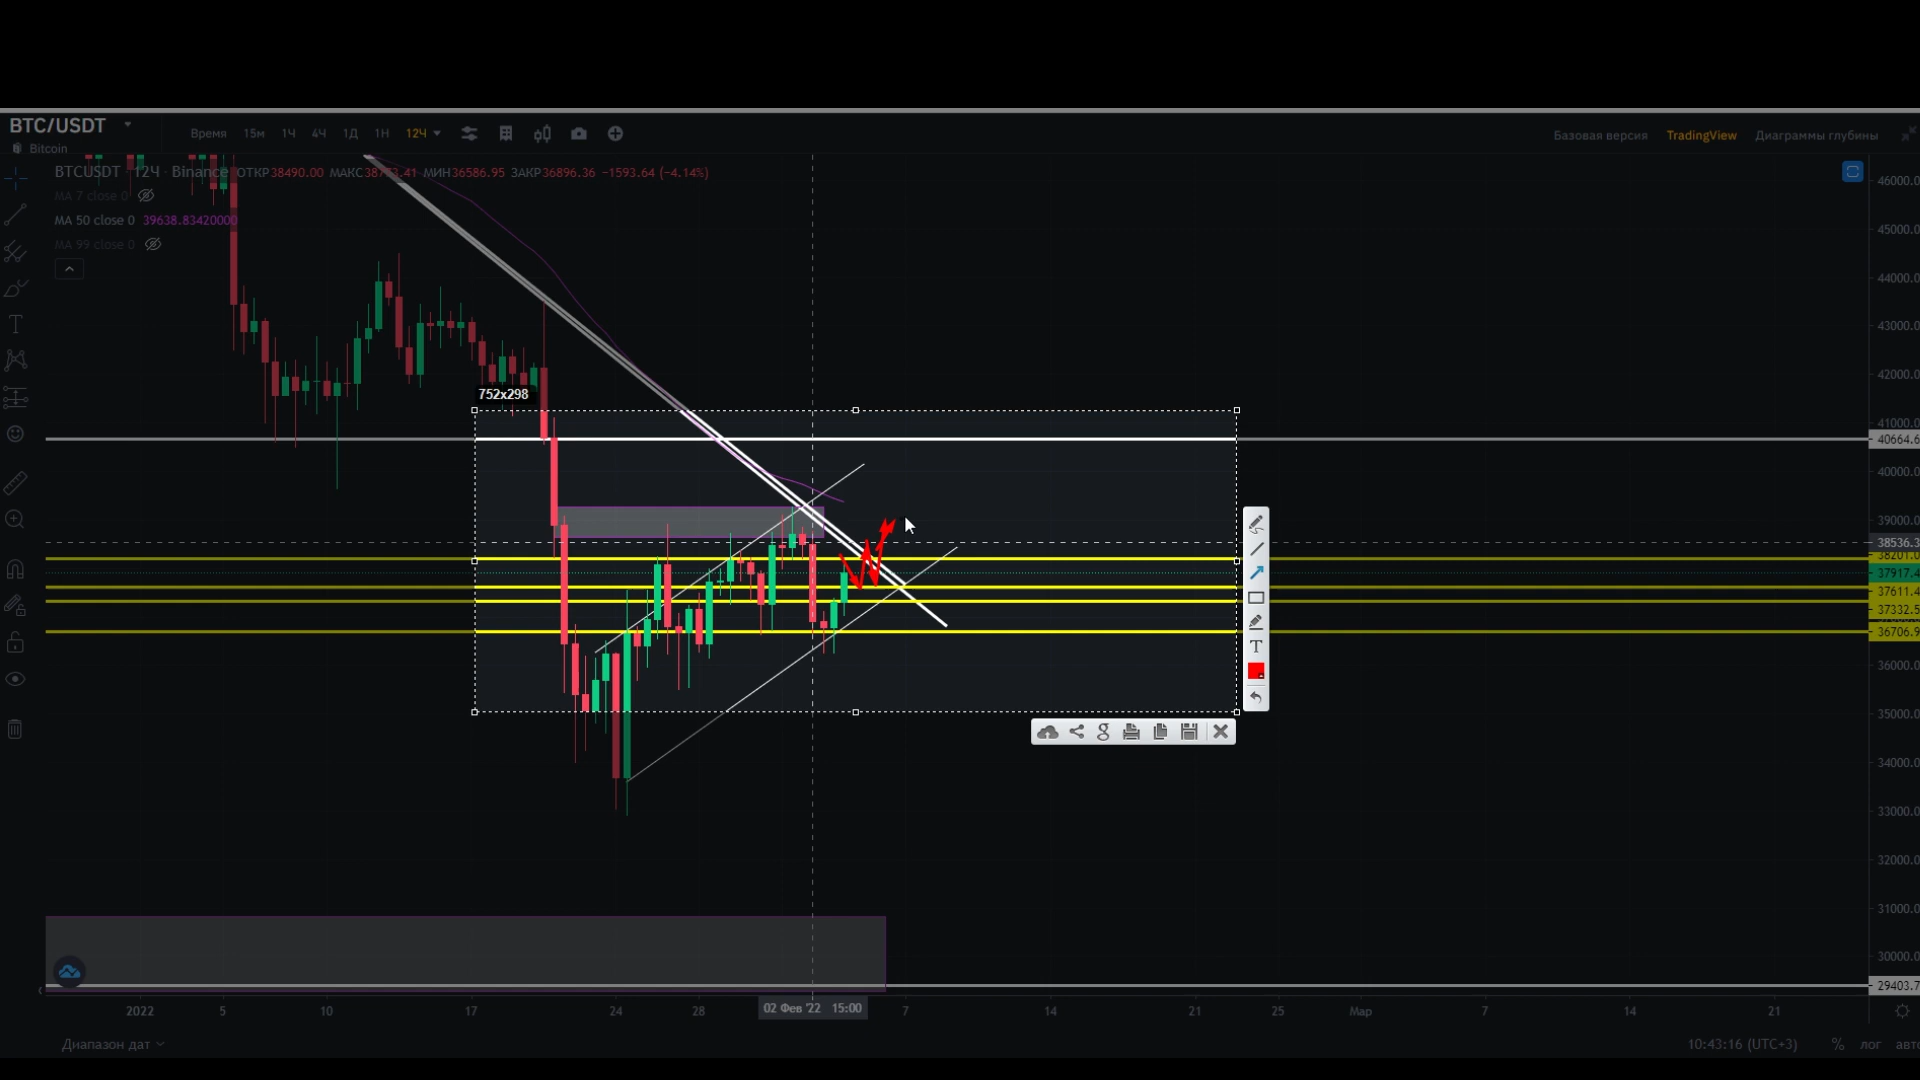 BTC/USDT
Bitcoin
Время 15м 1Ч 4Ч 1Д 1Н 12Ч
Базовая версия TradingView Диаграммы глубины
BTCUSDT · 12Ч · Binance ОТКР38490.00 МИН36586.95 ЗАКР36896.36 −1593.64 (−4.14%)
MA 7 close 0
MA 50 close 0 39638.83420000
MA 99 close 0
752x298
46000.0
45000.0
44000.0
43000.0
42000.0
41000.0
40664.6
40000.0
39000.0
38536.3
38201.0
37917.4
37611.4
37332.5
36706.9
36000.0
35000.0
34000.0
33000.0
32000.0
31000.0
30000.0
29403.7
2022 5 10 17 24 28 02 Фев '22 15:00 7 14 21 25 Мар 7 14 21
Диапазон дат 10:43:16 (UTC+3) % лог авто